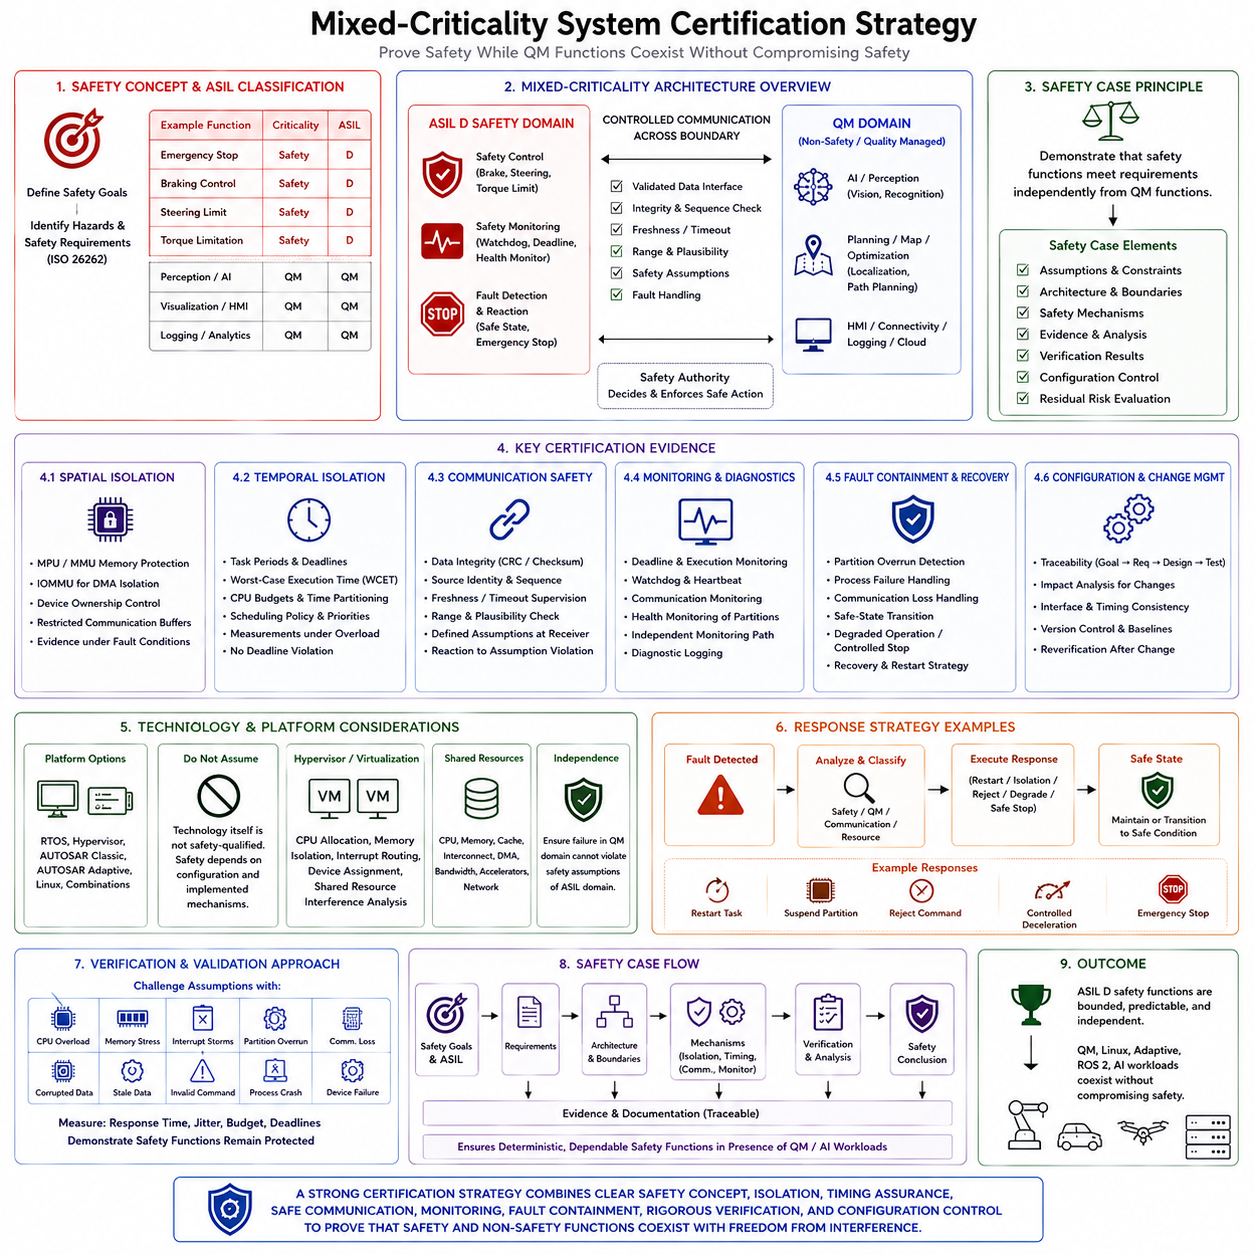 Mixed-Criticality System Certification Strategy
Prove Safety While QM Functions Coexist Without Compromising Safety
1. SAFETY CONCEPT & ASIL CLASSIFICATION
Define Safety Goals
Identify Hazards &
Safety Requirements
(ISO 26262)
Example Function Criticality ASIL
Emergency Stop Safety D
Braking Control Safety D
Steering Limit Safety D
Torque Limitation Safety D
Perception / AI QM QM
Visualization / HMI QM QM
Logging / Analytics QM QM
2. MIXED-CRITICALITY ARCHITECTURE OVERVIEW
ASIL D SAFETY DOMAIN
Safety Control
(Brake, Steering,
Torque Limit)
Safety Monitoring
(Watchdog, Deadline,
Health Monitor)
STOP
Fault Detection
& Reaction
(Safe State,
Emergency Stop)
CONTROLLED COMMUNICATION
ACROSS BOUNDARY
Validated Data Interface
Integrity & Sequence Check
Freshness / Timeout
Range & Plausibility
Safety Assumptions
Fault Handling
Safety Authority
Decides & Enforces Safe Action
QM DOMAIN
(Non-Safety / Quality Managed)
AI / Perception
(Vision, Recognition)
Planning / Map /
Optimization
(Localization,
Path Planning)
HMI / Connectivity /
Logging / Cloud
3. SAFETY CASE PRINCIPLE
Demonstrate that safety
functions meet requirements
independently from QM functions.
Safety Case Elements
Assumptions & Constraints
Architecture & Boundaries
Safety Mechanisms
Evidence & Analysis
Verification Results
Configuration Control
Residual Risk Evaluation
4. KEY CERTIFICATION EVIDENCE
4.1 SPATIAL ISOLATION
• MPU / MMU Memory Protection
• IOMMU for DMA Isolation
• Device Ownership Control
• Restricted Communication Buffers
• Evidence under Fault Conditions
4.2 TEMPORAL ISOLATION
• Task Periods & Deadlines
• Worst-Case Execution Time (WCET)
• CPU Budgets & Time Partitioning
• Scheduling Policy & Priorities
• Measurements under Overload
• No Deadline Violation
4.3 COMMUNICATION SAFETY
• Data Integrity (CRC / Checksum)
• Source Identity & Sequence
• Freshness / Timeout Supervision
• Range & Plausibility Check
• Defined Assumptions at Receiver
• Reaction to Assumption Violation
4.4 MONITORING & DIAGNOSTICS
• Deadline & Execution Monitoring
• Watchdog & Heartbeat
• Communication Monitoring
• Health Monitoring of Partitions
• Independent Monitoring Path
• Diagnostic Logging
4.5 FAULT CONTAINMENT & RECOVERY
• Partition Overrun Detection
• Process Failure Handling
• Communication Loss Handling
• Safe-State Transition
• Degraded Operation /
Controlled Stop
• Recovery & Restart Strategy
4.6 CONFIGURATION & CHANGE MGMT
• Traceability (Goal → Req → Design → Test)
• Impact Analysis for Changes
• Interface & Timing Consistency
• Version Control & Baselines
• Reverification After Change
5. TECHNIOLOGY & PLATFORM CONSIDERATIONS
Platform Options
RTOS, Hypervisor,
AUTOSAR Classic,
AUTOSAR Adaptive,
Linux, Combinations
Do Not Assume
Technology itself is
not safety-qualified.
Safety depends on
configuration and
implemented
mechanisms.
Hypervisor / Virtualization
VM VM
CPU Allocation, Memory
Isolation, Interrupt Routing,
Device Assignment,
Shared Resource
Interference Analysis
Shared Resources
CPU, Memory, Cache,
Interconnect, DMA,
Bandwidth, Accelerators,
Network
Independence
Ensure failure in QM
domain cannot violate
safety assumptions
of ASIL domain.
6. RESPONSE STRATEGY EXAMPLES
Fault Detected
Analyze & Classify
Safety / QM /
Communication /
Resource
Execute Response
(Restart / Isolation /
Reject / Degrade /
Safe Stop)
Safe State
Maintain or Transition
to Safe Condition
Example Responses
Restart Task
Suspend Partition
Reject Command
Controlled
Deceleration
STOP
Emergency Stop
7. VERIFICATION & VALIDATION APPROACH
Challenge Assumptions with:
CPU Overload Memory Stress Interrupt Storms Partition Overrun Comm. Loss
Corrupted Data Stale Data Invalid Command Process Crash Device Failure
Measure: Response Time, Jitter, Budget, Deadlines
Demonstrate Safety Functions Remain Protected
8. SAFETY CASE FLOW
Safety Goals
& ASIL
Requirements
Architecture
& Boundaries
Mechanisms
(Isolation, Timing,
(Comm., Monitor)
Verification
& Analysis
Safety
Conclusion
Evidence & Documentation (Traceable)
Ensures Deterministic, Dependable Safety Functions in Presence of QM / AI Workloads
9. OUTCOME
ASIL D safety functions are
bounded, predictable, and
independent.
QM, Linux, Adaptive,
ROS 2, AI workloads
coexist without
compromising safety.
A STRONG CERTIFICATION STRATEGY COMBINES CLEAR SAFETY CONCEPT, ISOLATION, TIMING ASSURANCE,
SAFE COMMUNICATION, MONITORING, FAULT CONTAINMENT, RIGOROUS VERIFICATION, AND CONFIGURATION CONTROL
TO PROVE THAT SAFETY AND NON-SAFETY FUNCTIONS COEXIST WITH FREEDOM FROM INTERFERENCE.